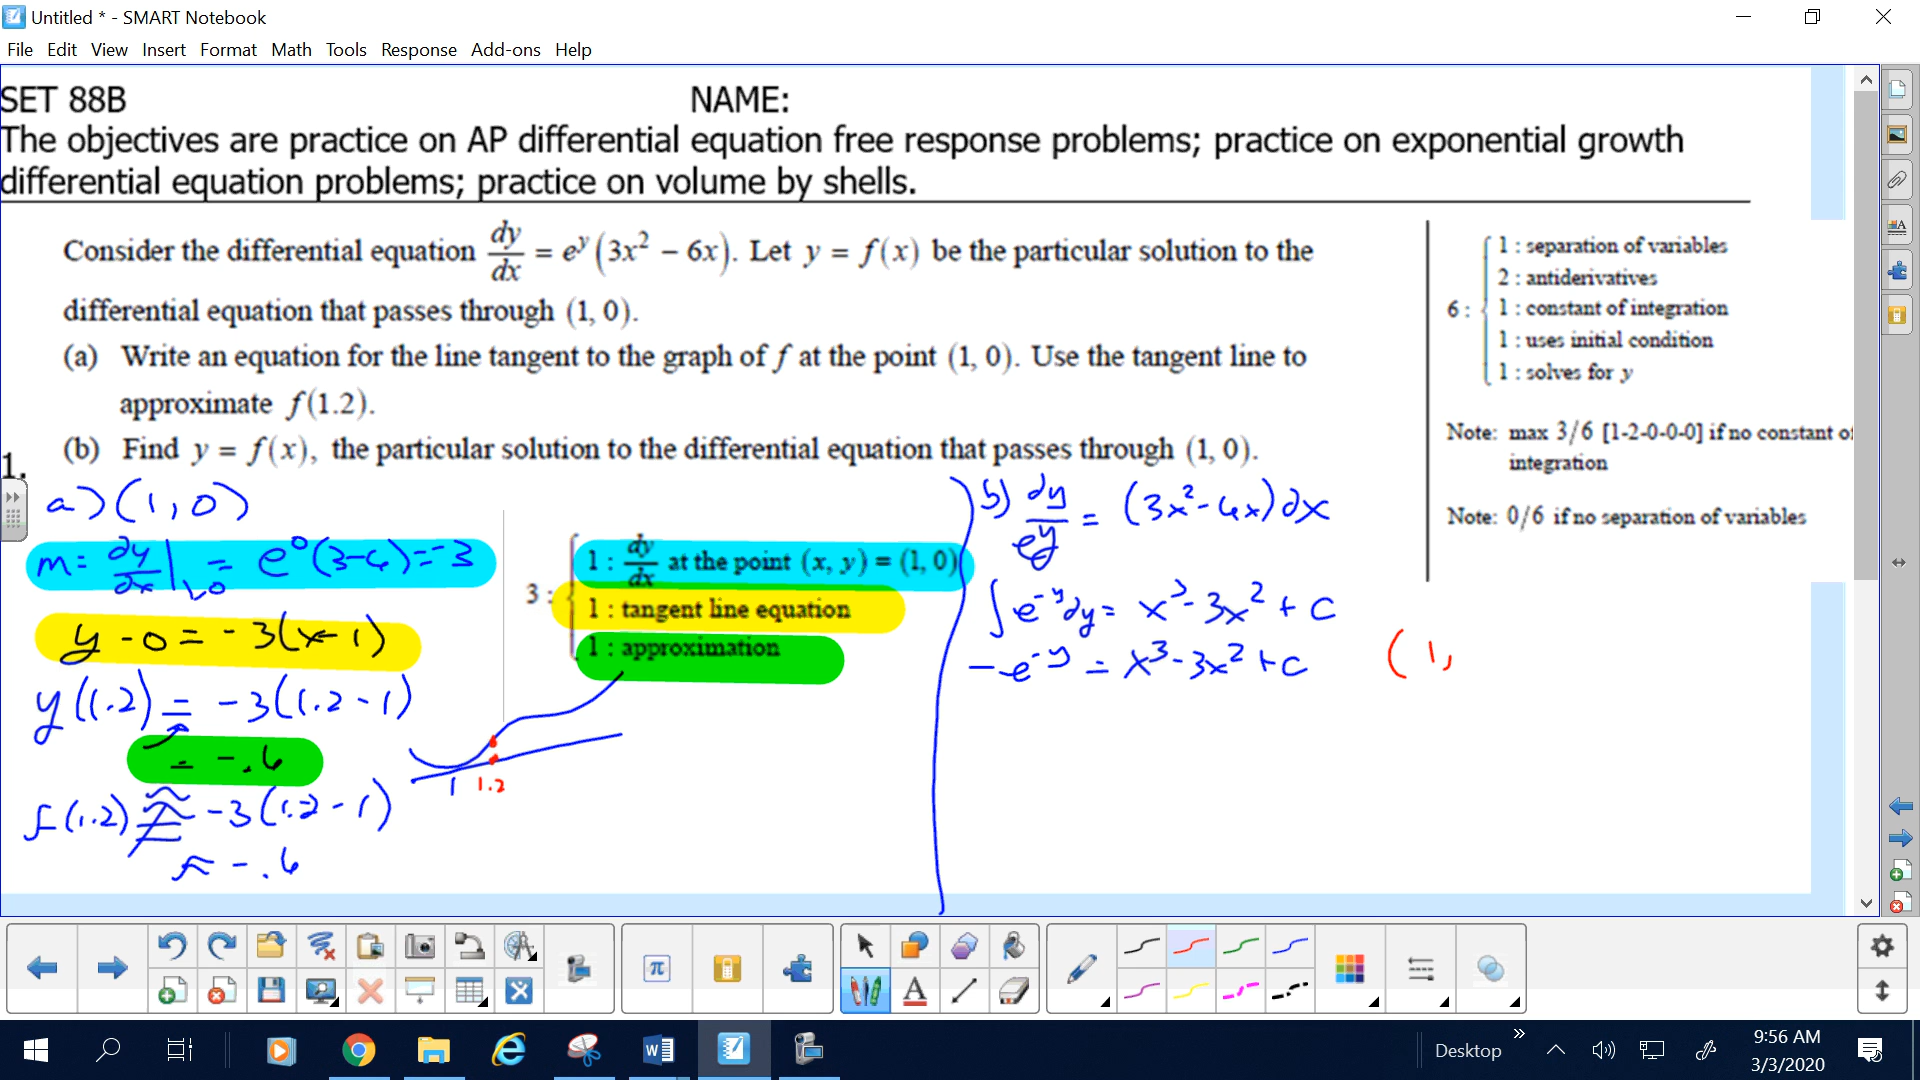 Untitled * - SMART Notebook
File Edit View Insert Format Math Tools Response Add-ons Help
SET 88B NAME:
The objectives are practice on AP differential equation free response problems; practice on exponential growth
differential equation problems; practice on volume by shells.
Consider the differential equation dy/dx = e^y (3x² − 6x). Let y = f(x) be the particular solution to the
differential equation that passes through (1, 0).
(a) Write an equation for the line tangent to the graph of f at the point (1, 0). Use the tangent line to
approximate f(1.2).
(b) Find y = f(x), the particular solution to the differential equation that passes through (1, 0).
1.
6 :
1 : separation of variables
2 : antiderivatives
1 : constant of integration
1 : uses initial condition
1 : solves for y
Note: max 3/6 [1-2-0-0-0] if no constant of
integration
Note: 0/6 if no separation of variables
a) (1, 0)
m = dy/dx | 1,0 = e^0 (3-6) = -3
y - 0 = -3(x-1)
y(1.2) = -3(1.2-1)
= -.6
f(1.2) ≈ -3(1.2-1)
≈ -.6
3 :
1 : dy/dx at the point (x, y) = (1, 0)
1 : tangent line equation
1 : approximation
1 1.2
b) dy/e^y = (3x²-6x)dx
∫e^-y dy = x³-3x²+c
-e^-y = x³-3x²+c
(1,
π
A
Desktop
9:56 AM
3/3/2020